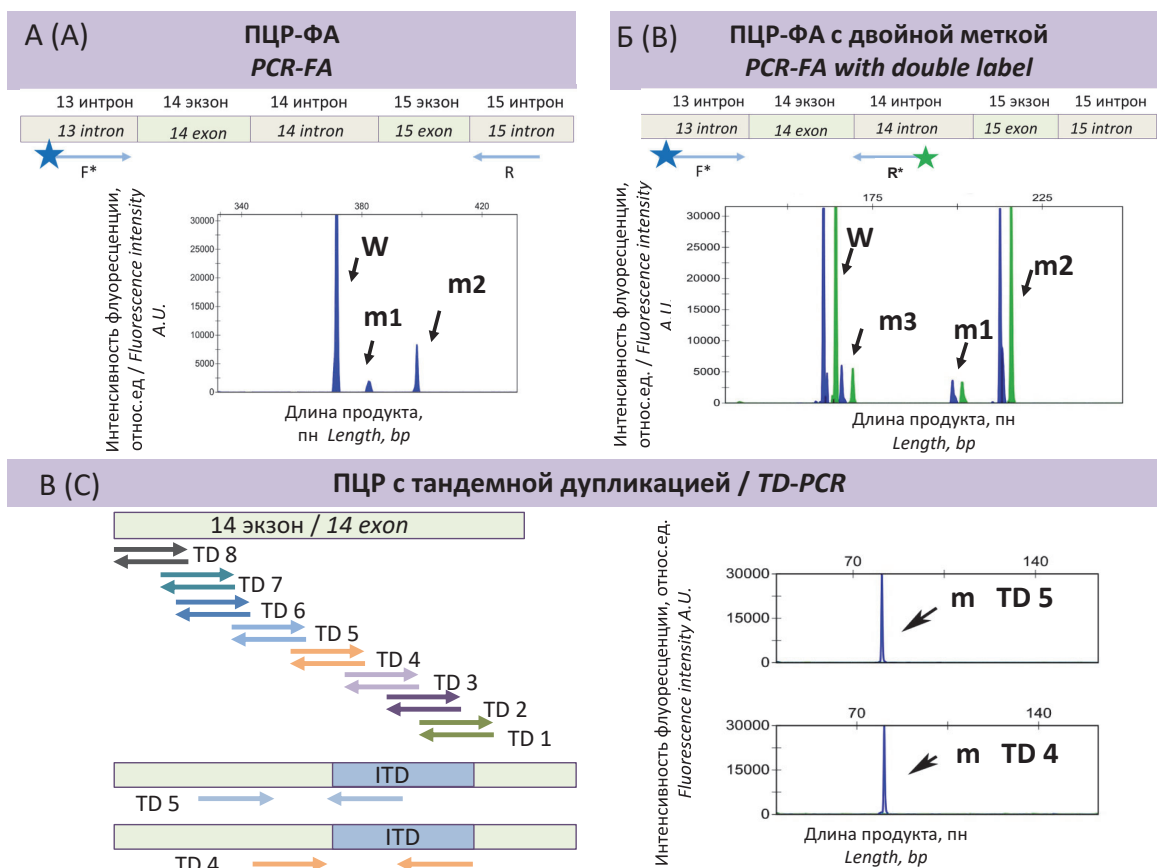 А (A)
ПЦР-ФА
PCR-FA
13 интрон 14 экзон 14 интрон 15 экзон 15 интрон
13 intron 14 exon 14 intron 15 exon 15 intron
F* R
Интенсивность флуоресценции,
относ.ед / Fluorescence intensity
A.U.
340 380 420
30000
25000
20000
15000
10000
5000
0
W
m1
m2
Длина продукта,
пн Length, bp
Б (B)
ПЦР-ФА с двойной меткой
PCR-FA with double label
13 интрон 14 экзон 14 интрон 15 экзон 15 интрон
13 intron 14 exon 14 intron 15 exon 15 intron
F* R*
Интенсивность флуоресценции,
относ.ед. / Fluorescence intensity
A.U.
175 225
30000
25000
20000
15000
10000
5000
0
W
m3
m1
m2
Длина продукта, пн
Length, bp
В (C)
ПЦР с тандемной дупликацией / TD-PCR
14 экзон / 14 exon
TD 8
TD 7
TD 6
TD 5
TD 4
TD 3
TD 2
TD 1
ITD
TD 5
ITD
TD 4
Интенсивность флуоресценции, относ.ед.
Fluorescence intensity A.U.
70 140
30000
15000
0
m TD 5
70 140
30000
15000
0
m TD 4
Длина продукта, пн
Length, bp